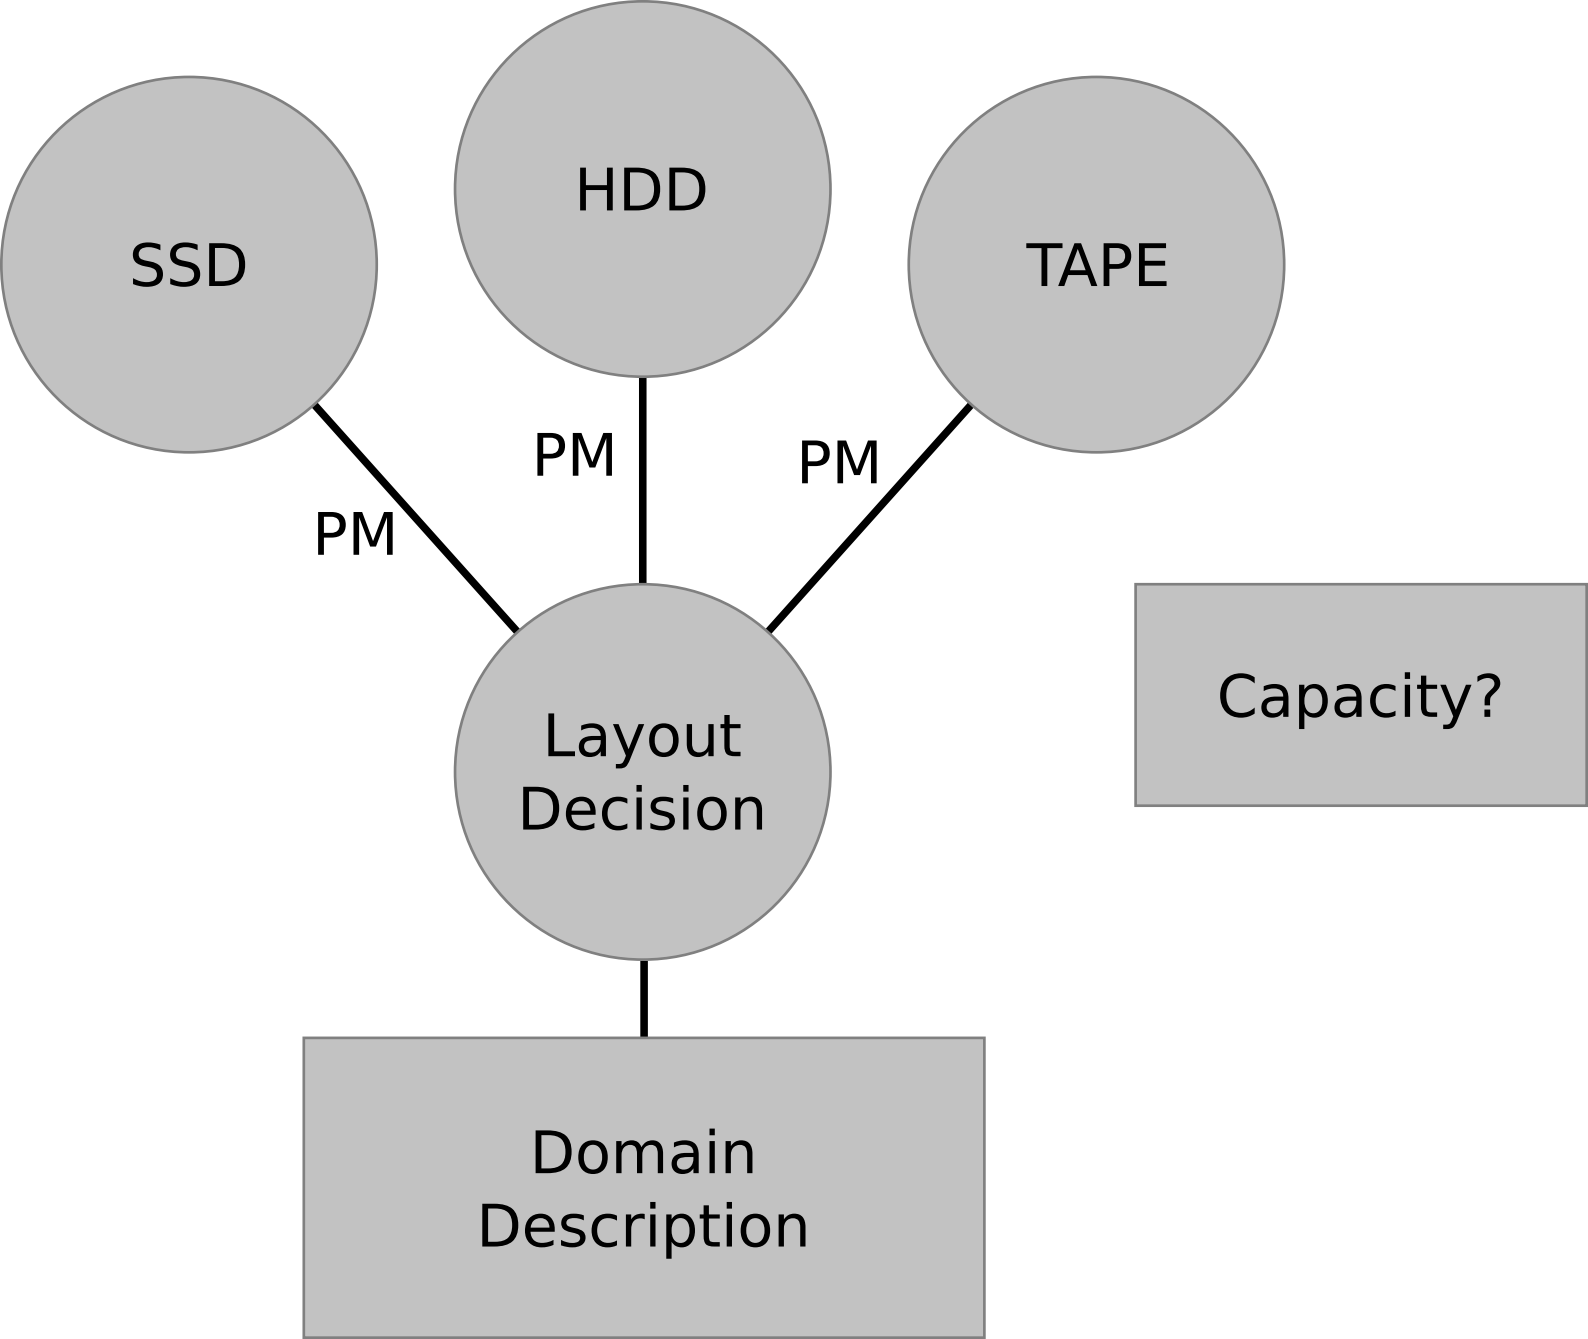 HDD
SSD
TAPE
PM
PM
PM
Layout
Decision
Capacity?
Domain
Description